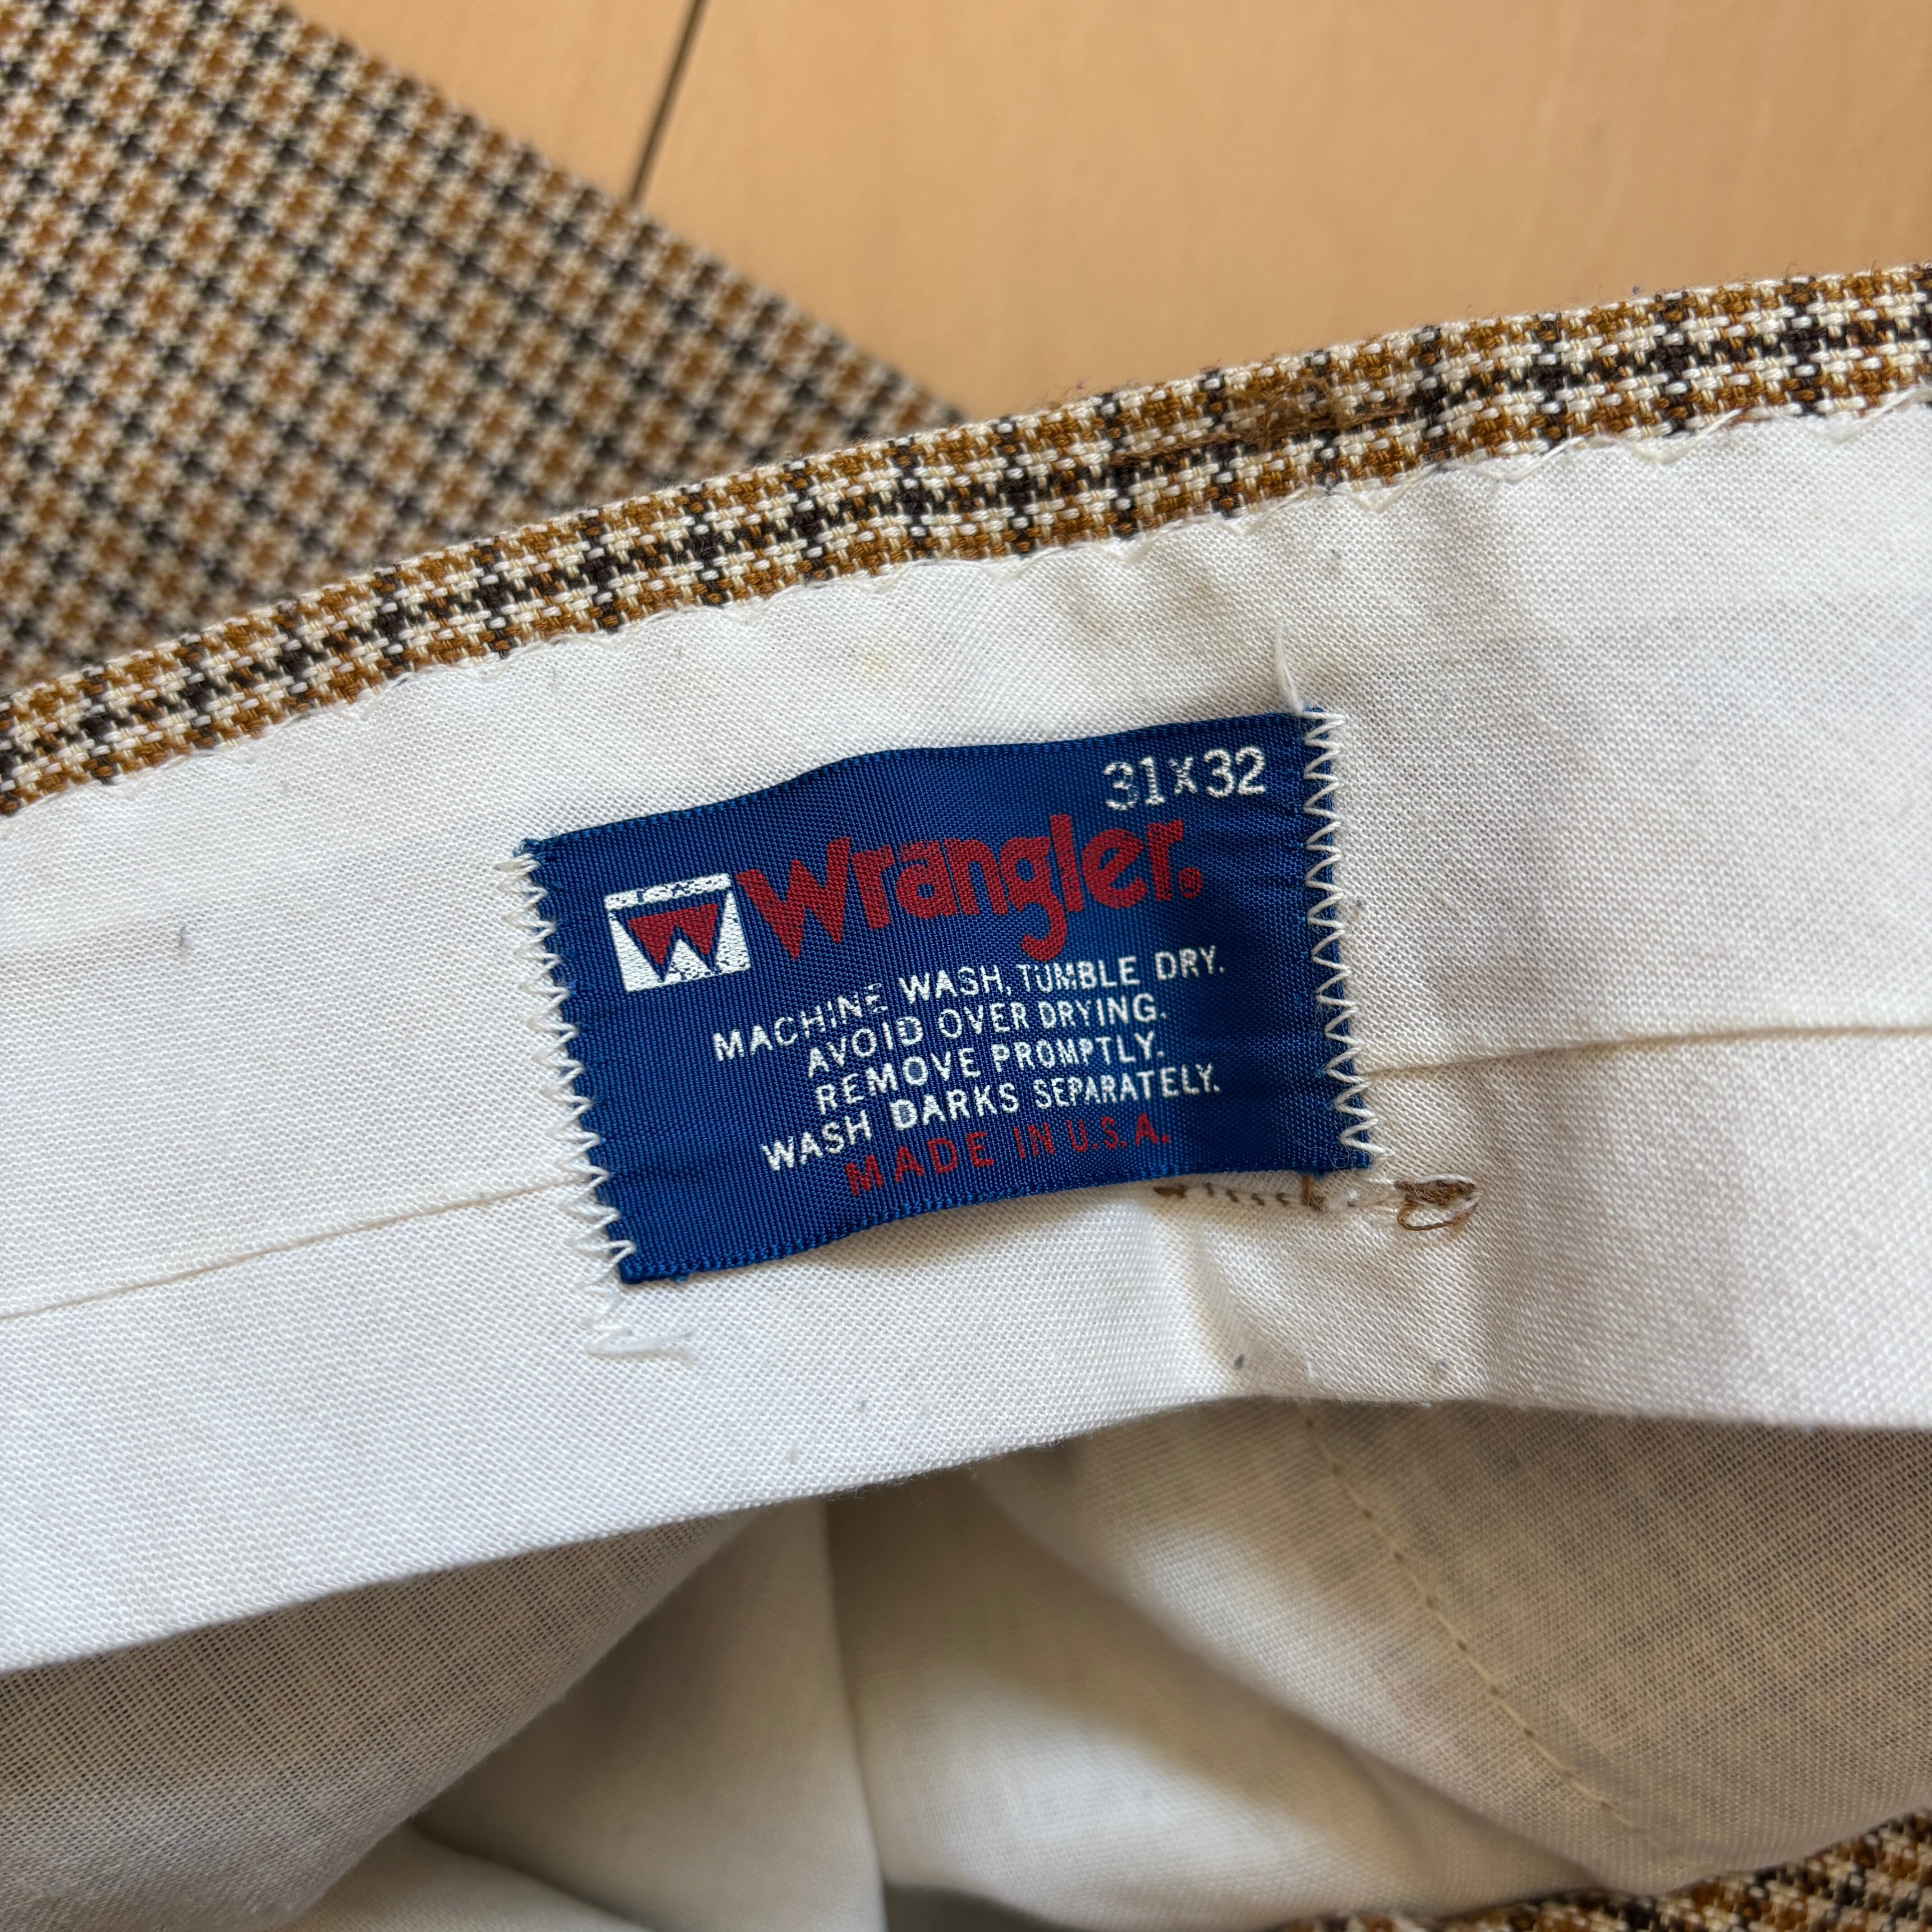 31x32
W Wrangler®
MACHINE WASH, TUMBLE DRY.
AVOID OVER DRYING.
REMOVE PROMPTLY.
WASH DARKS SEPARATELY.
MADE IN U.S.A.